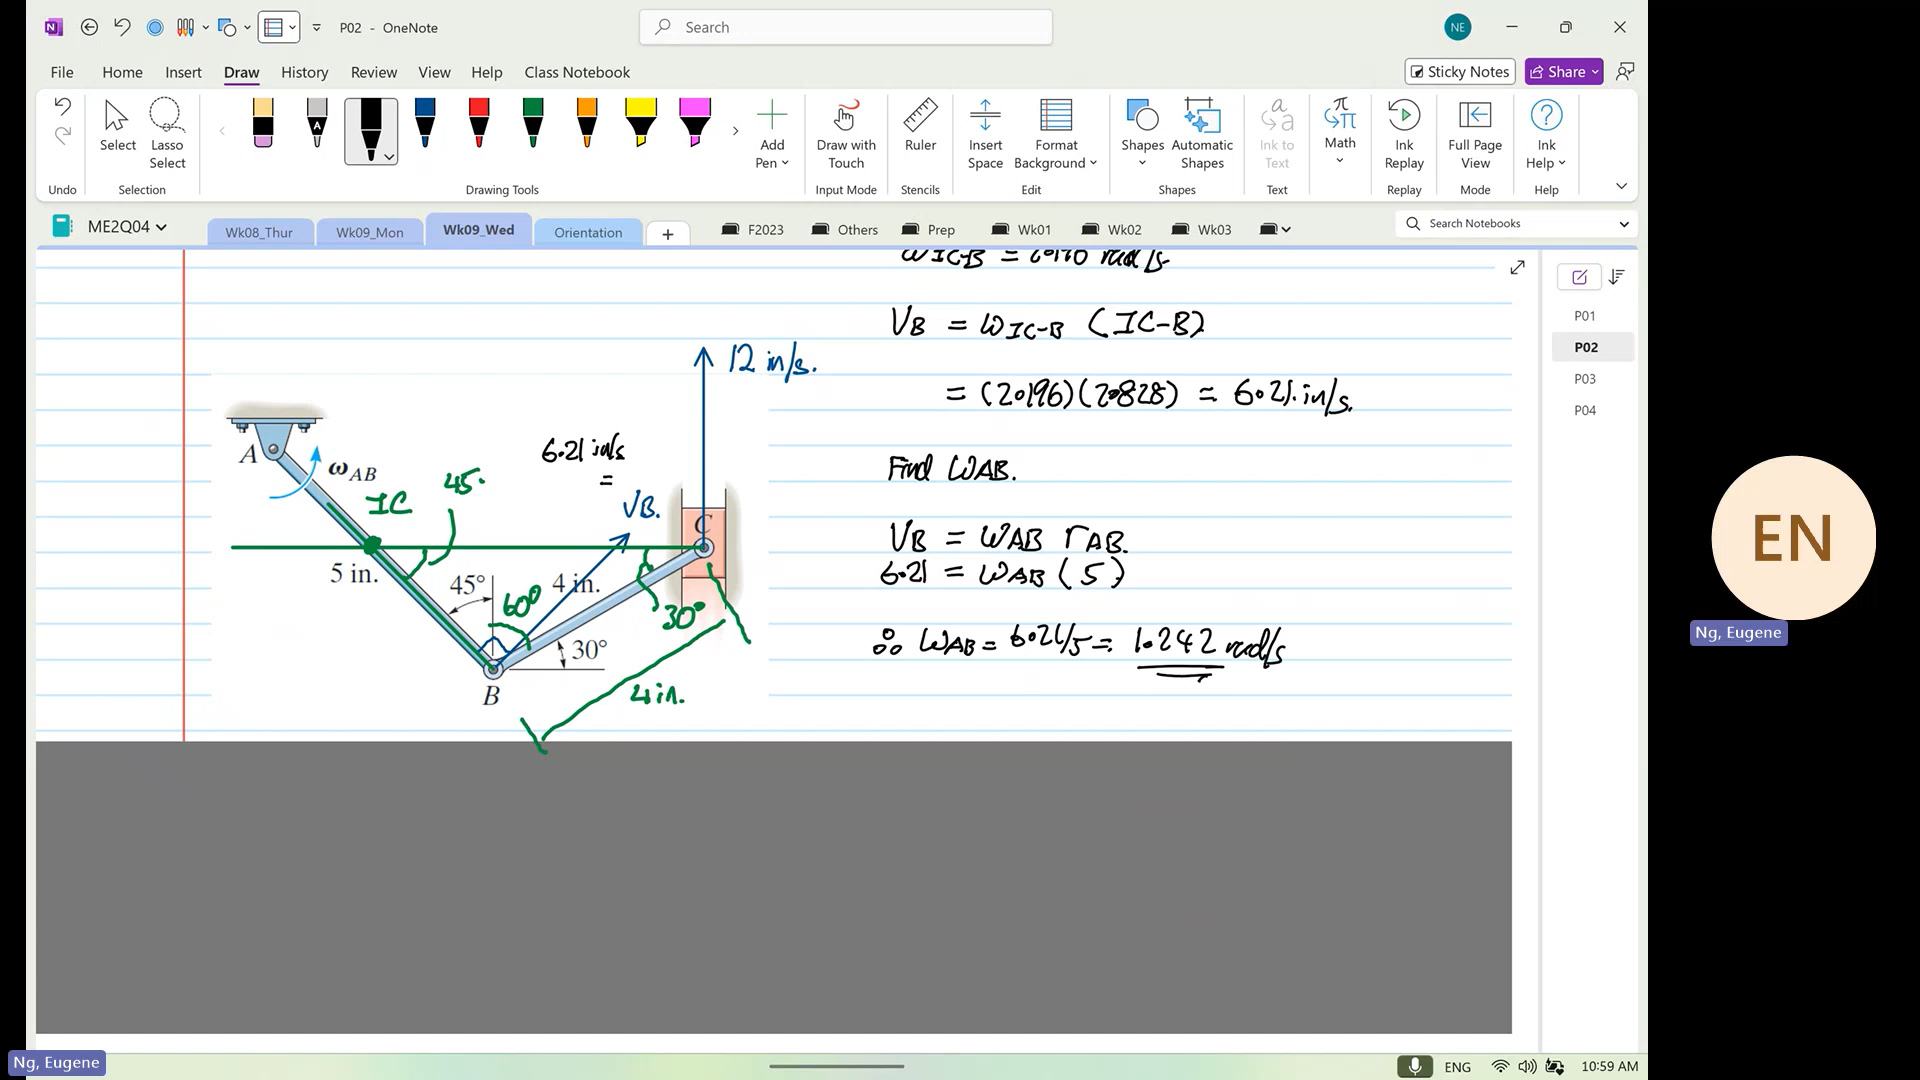 P02 - OneNote
Search
NE
File Home Insert Draw History Review View Help Class Notebook
Sticky Notes
Share
Undo
Select
Lasso Select
Selection
Drawing Tools
Add Pen
Draw with Touch
Input Mode
Ruler
Stencils
Insert Space
Format Background
Edit
Shapes
Automatic Shapes
Shapes
Ink to Text
Text
Math
Ink Replay
Replay
Full Page View
Mode
Ink Help
Help
ME2Q04
Wk08_Thur
Wk09_Mon
Wk09_Wed
Orientation
F2023
Others
Prep
Wk01
Wk02
Wk03
Search Notebooks
P01
P02
P03
P04
12 in/s.
A
ωAB
IC
45°
6.21 in/s
=
VB.
C
5 in.
45°
60°
4 in.
30°
30°
B
4in.
ωIC-B = 2.196 rad/s
VB = ωIC-B (IC-B)
= (2.196)(2.828) = 6.21 in/s.
Find ωAB.
VB = ωAB rAB.
6.21 = ωAB (5)
∴ ωAB = 6.21/5 = 1.242 rad/s
EN
Ng, Eugene
Ng, Eugene
ENG
10:59 AM